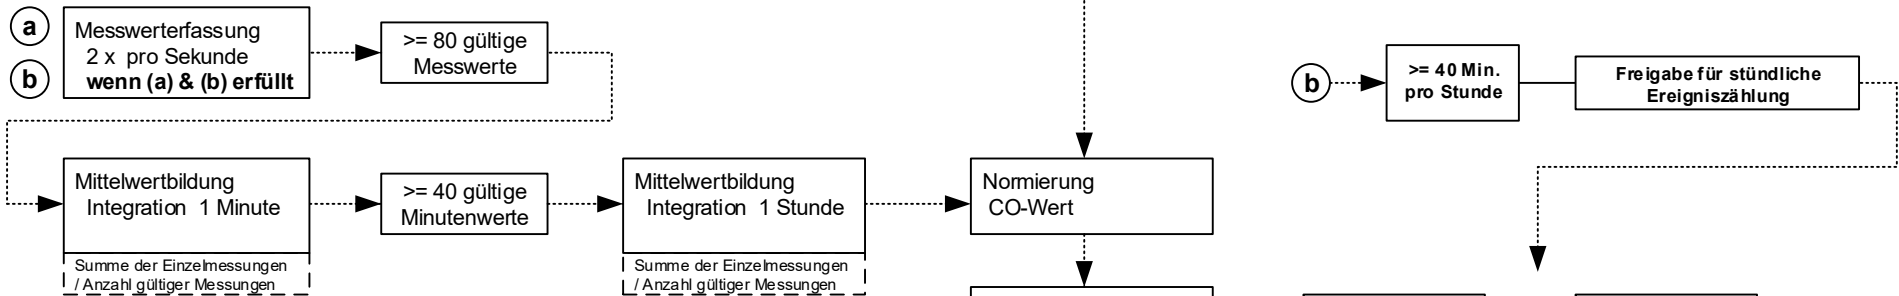 a
b
Messwerterfassung
2 x pro Sekunde
wenn (a) & (b) erfüllt
>= 80 gültige
Messwerte
b
>= 40 Min.
pro Stunde
Freigabe für stündliche
Ereigniszählung
Mittelwertbildung
Integration 1 Minute
Summe der Einzelmessungen
/ Anzahl gültiger Messungen
>= 40 gültige
Minutenwerte
Mittelwertbildung
Integration 1 Stunde
Summe der Einzelmessungen
/ Anzahl gültiger Messungen
Normierung
CO-Wert